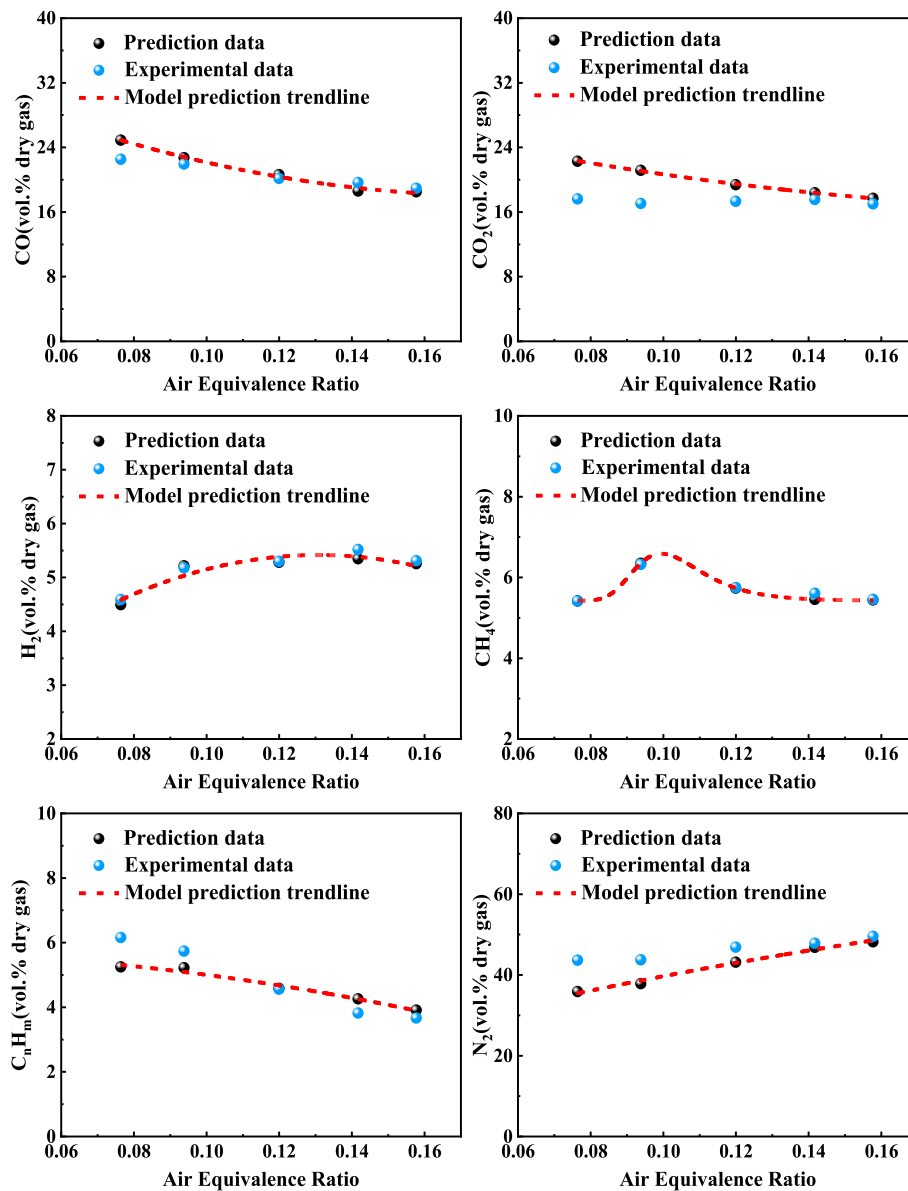 CO(vol.% dry gas)
40
32
24
16
8
0
Prediction data
Experimental data
Model prediction trendline
0.06 0.08 0.10 0.12 0.14 0.16
Air Equivalence Ratio
CO₂(vol.% dry gas)
40
32
24
16
8
0
Prediction data
Experimental data
Model prediction trendline
0.06 0.08 0.10 0.12 0.14 0.16
Air Equivalence Ratio
H₂(vol.% dry gas)
8
7
6
5
4
3
2
Prediction data
Experimental data
Model prediction trendline
0.06 0.08 0.10 0.12 0.14 0.16
Air Equivalence Ratio
CH₄(vol.% dry gas)
10
8
6
4
2
Prediction data
Experimental data
Model prediction trendline
0.06 0.08 0.10 0.12 0.14 0.16
Air Equivalence Ratio
CₙHₘ(vol.% dry gas)
10
8
6
4
2
0
Prediction data
Experimental data
Model prediction trendline
0.06 0.08 0.10 0.12 0.14 0.16
Air Equivalence Ratio
N₂(vol.% dry gas)
80
60
40
20
0
Prediction data
Experimental data
Model prediction trendline
0.06 0.08 0.10 0.12 0.14 0.16
Air Equivalence Ratio